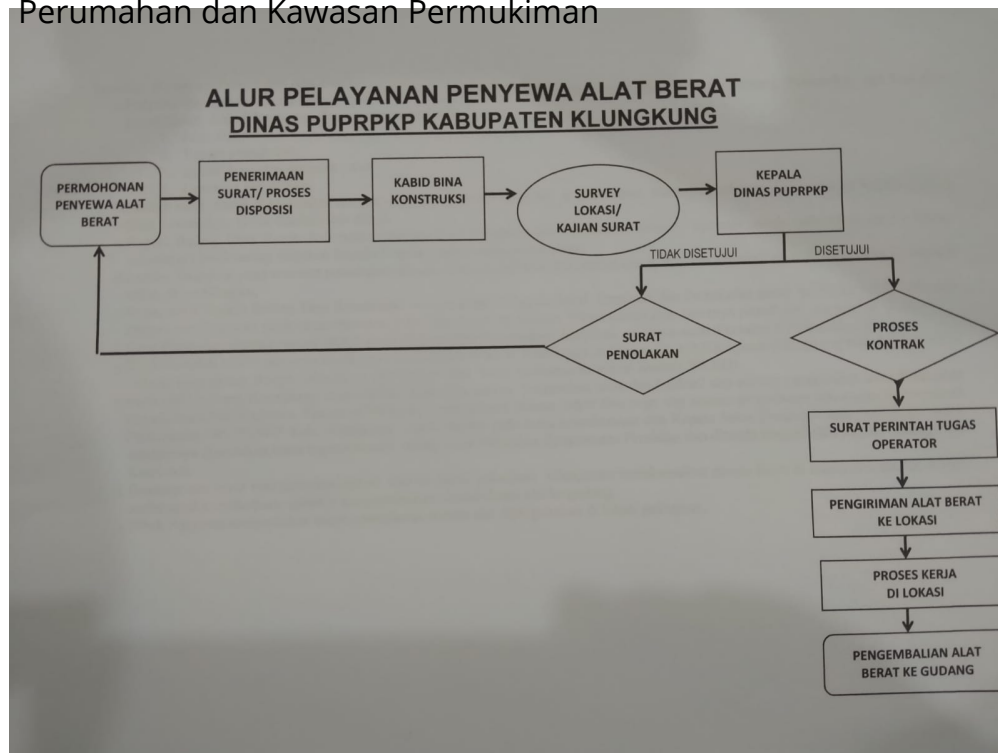 Perumahan dan Kawasan Permukiman
ALUR PELAYANAN PENYEWA ALAT BERAT
DINAS PUPRPKP KABUPATEN KLUNGKUNG
PERMOHONAN
PENYEWA ALAT
BERAT
PENERIMAAN
SURAT/ PROSES
DISPOSISI
KABID BINA
KONSTRUKSI
SURVEY
LOKASI/
KAJIAN SURAT
KEPALA
DINAS PUPRPKP
TIDAK DISETUJUI
DISETUJUI
SURAT
PENOLAKAN
PROSES
KONTRAK
SURAT PERINTAH TUGAS
OPERATOR
PENGIRIMAN ALAT BERAT
KE LOKASI
PROSES KERJA
DI LOKASI
PENGEMBALIAN ALAT
BERAT KE GUDANG